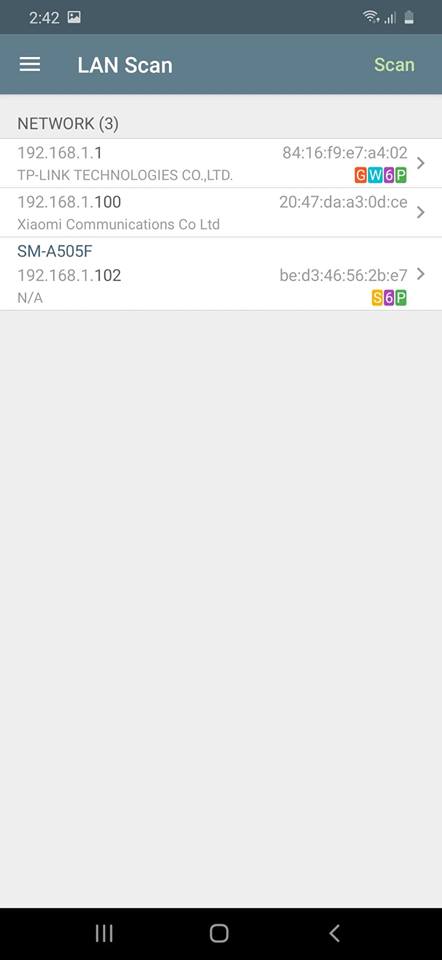 2:42
LAN Scan Scan
NETWORK (3)
192.168.1.1 84:16:f9:e7:a4:02
TP-LINK TECHNOLOGIES CO.,LTD. G W 6 P
192.168.1.100 20:47:da:a3:0d:ce
Xiaomi Communications Co Ltd
SM-A505F
192.168.1.102 be:d3:46:56:2b:e7
N/A S 6 P